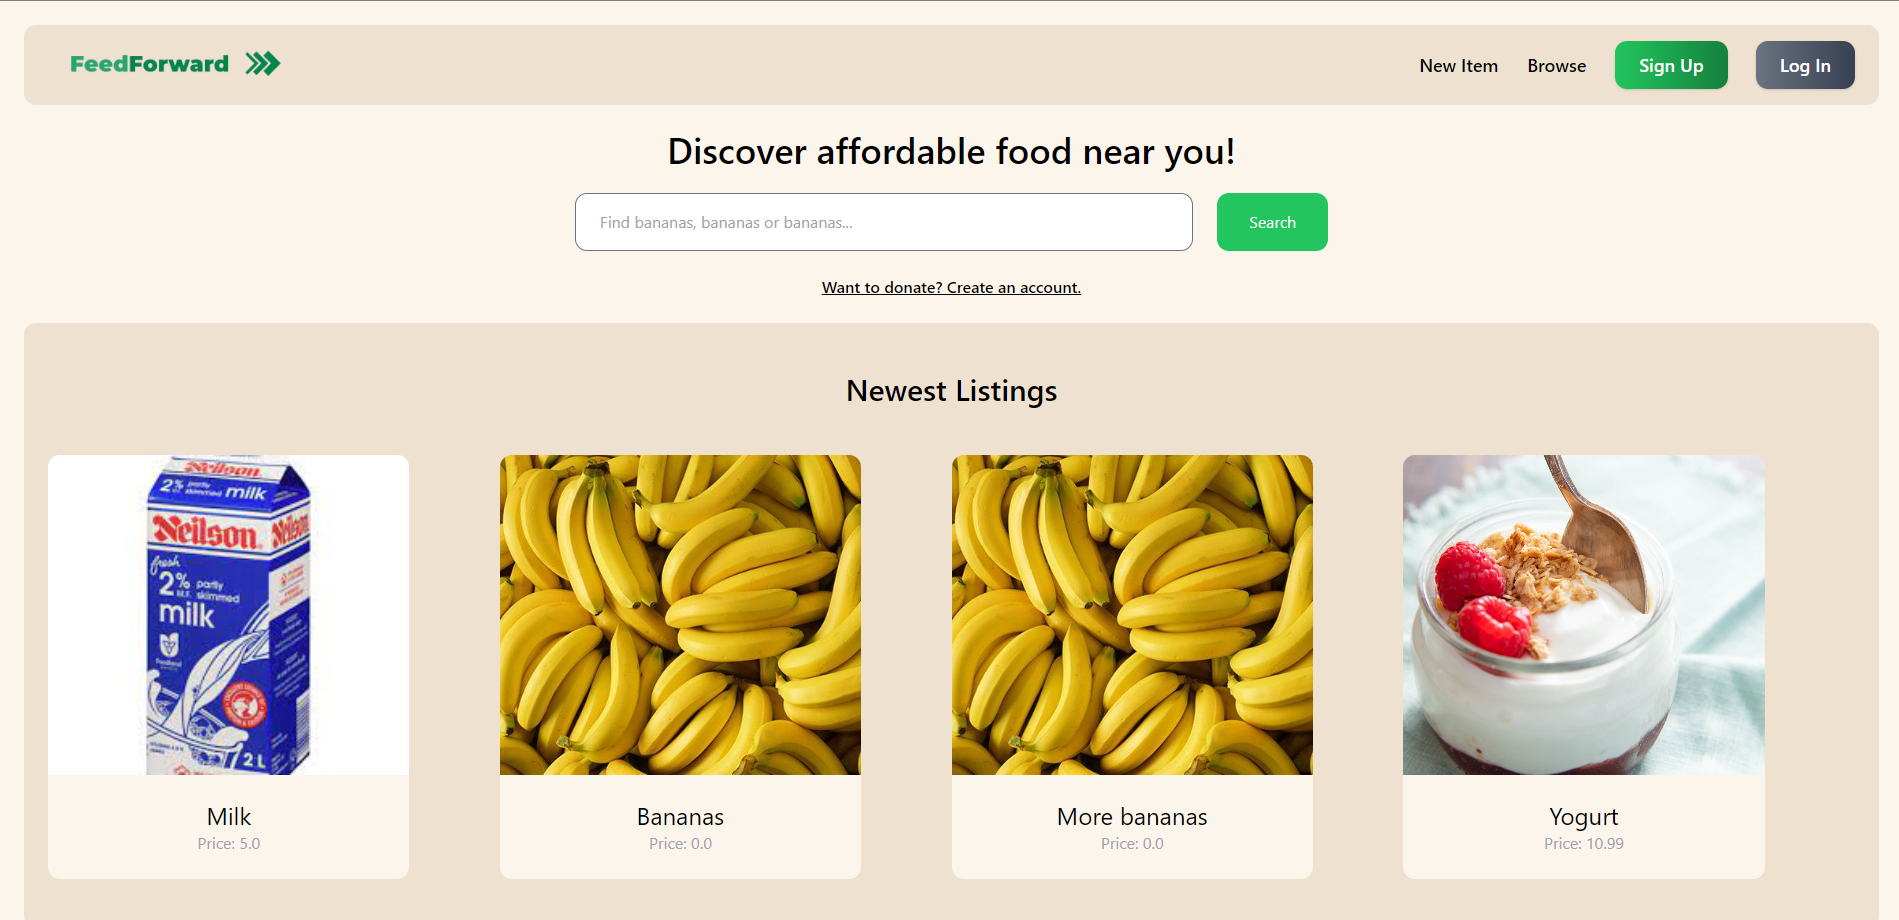 FeedForward
New Item
Browse
Sign Up
Log In
Discover affordable food near you!
Find bananas, bananas or bananas...
Search
Want to donate? Create an account.
Newest Listings
Neilson
2% partly
skimmed milk
Neilson
fresh
2% partly
M.F. skimmed
milk
2L
Milk
Price: 5.0
Bananas
Price: 0.0
More bananas
Price: 0.0
Yogurt
Price: 10.99